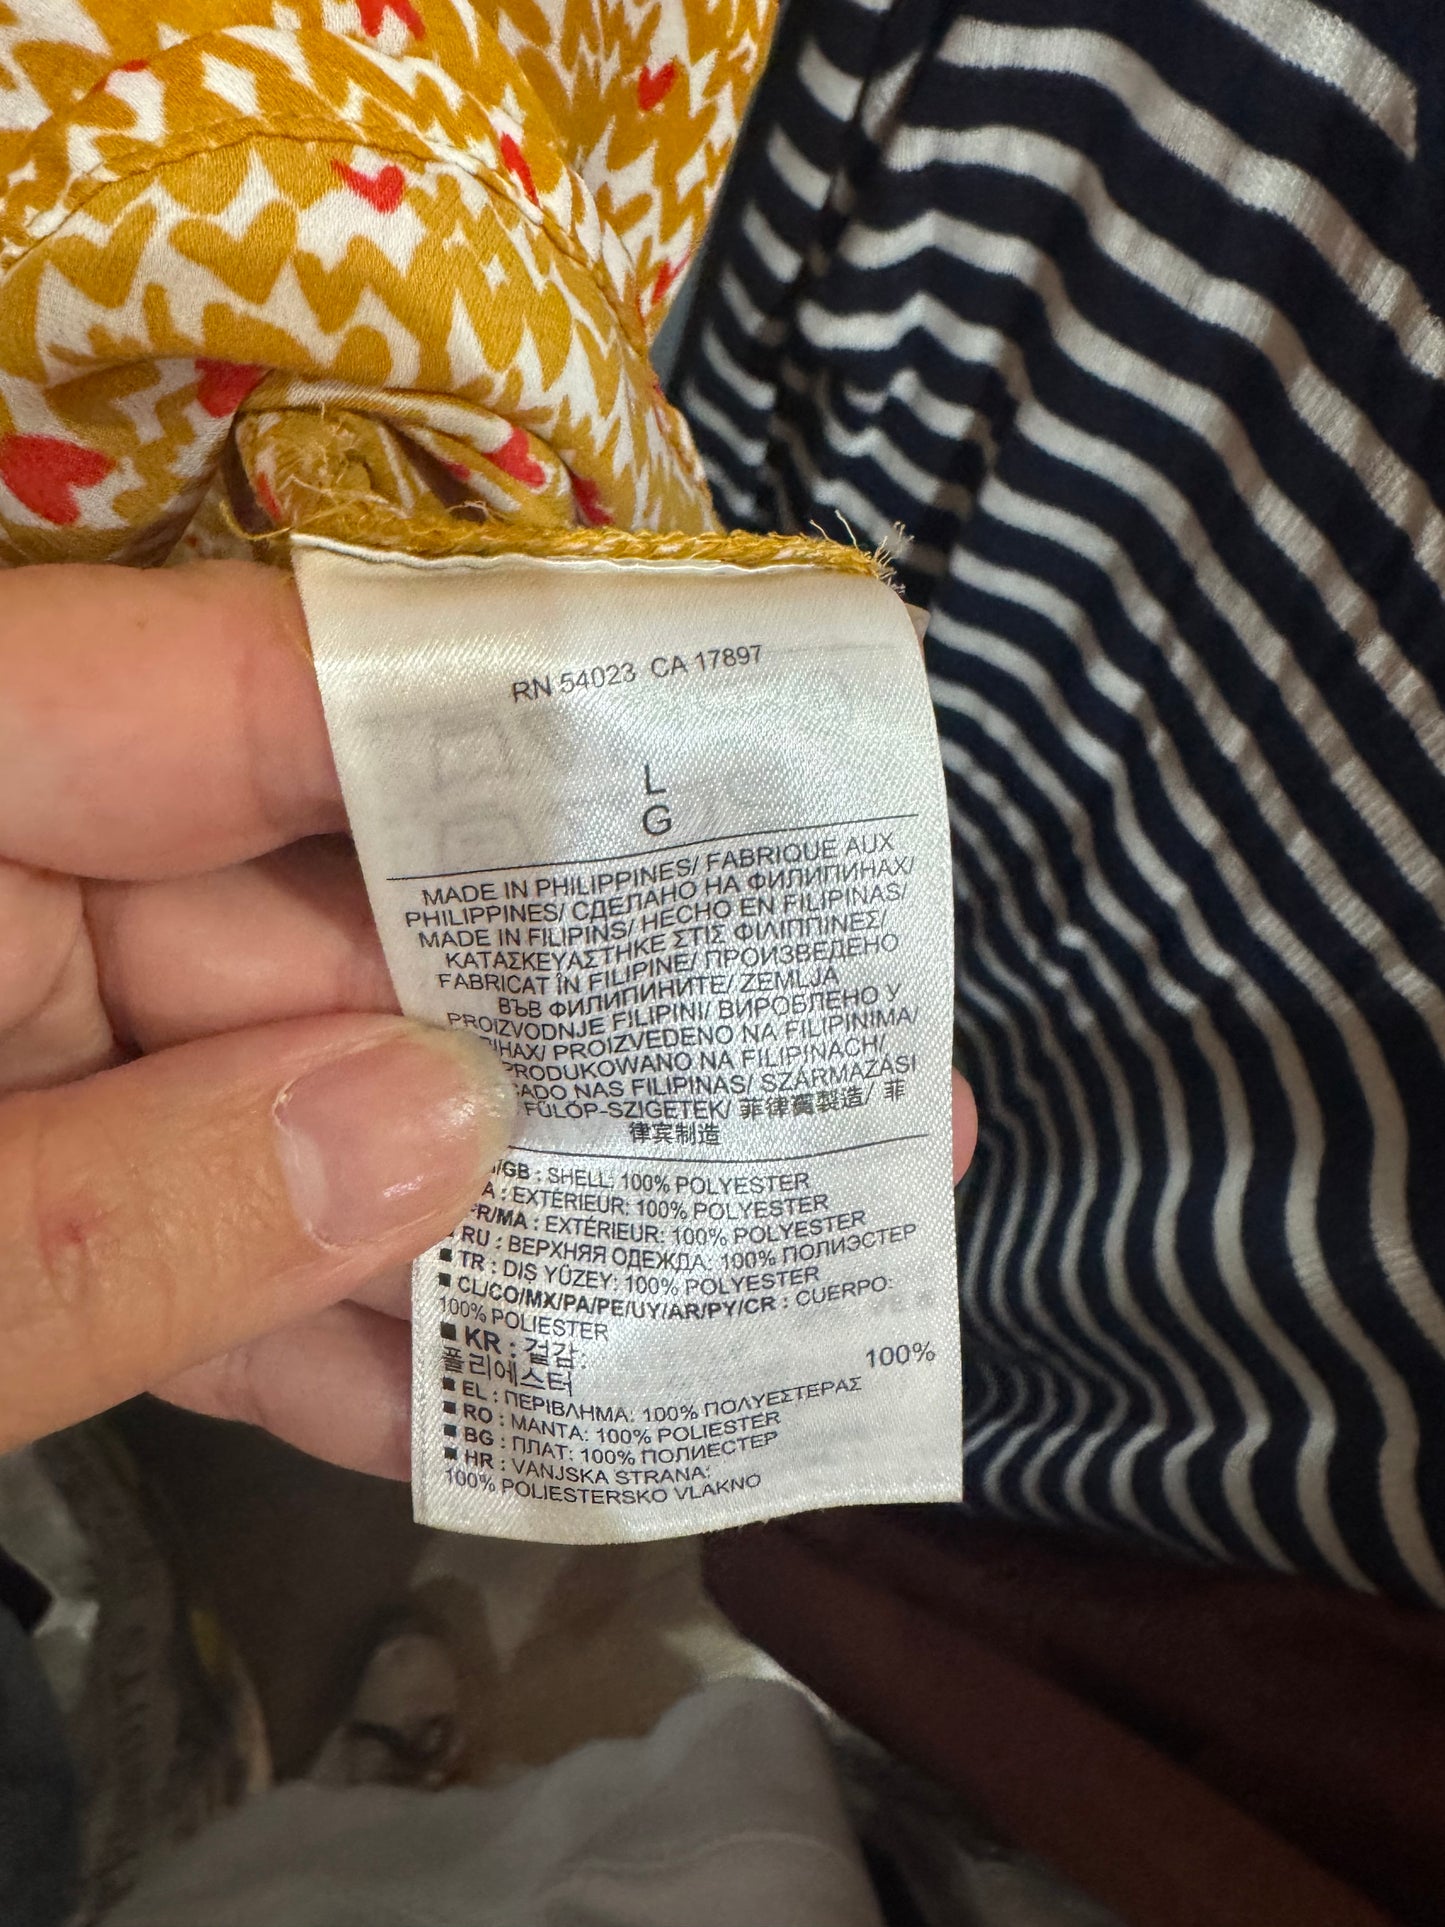 RN 54023 CA 17897
L
G
MADE IN PHILIPPINES/ FABRIQUE AUX
PHILIPPINES/ СДЕЛАНО НА ФИЛИПИНАХ/
MADE IN FILIPINS/ HECHO EN FILIPINAS/
ΚΑΤΑΣΚΕΥΑΣΤΗΚΕ ΣΤΙΣ ΦΙΛΙΠΠΙΝΕΣ/
FABRICAT ÎN FILIPINE/ ПРОИЗВЕДЕНО
ВЪВ ФИЛИПИНИТЕ/ ZEMLJA
PROIZVODNJE FILIPINI/ ВИРОБЛЕНО У
ІНАХ/ PROIZVEDENO NA FILIPINIMA/
PRODUKOWANO NA FILIPINACH/
CADO NAS FILIPINAS/ SZÁRMAZÁSI
FÜLÖP-SZIGETEK/ 菲律賓製造/ 菲
律宾制造
/GB : SHELL: 100% POLYESTER
A : EXTÉRIEUR: 100% POLYESTER
FR/MA : EXTÉRIEUR: 100% POLYESTER
RU : ВЕРХНЯЯ ОДЕЖДА: 100% ПОЛИЭСТЕР
■ TR : DIŞ YÜZEY: 100% POLYESTER
■ CL/CO/MX/PA/PE/UY/AR/PY/CR : CUERPO:
100% POLIESTER
■ KR : 겉감:
폴리에스터 100%
■ EL : ΠΕΡΙΒΛΗΜΑ: 100% ΠΟΛΥΕΣΤΕΡΑΣ
■ RO : MANTA: 100% POLIESTER
■ BG : ПЛАТ: 100% ПОЛИЕСТЕР
■ HR : VANJSKA STRANA:
100% POLIESTERSKO VLAKNO